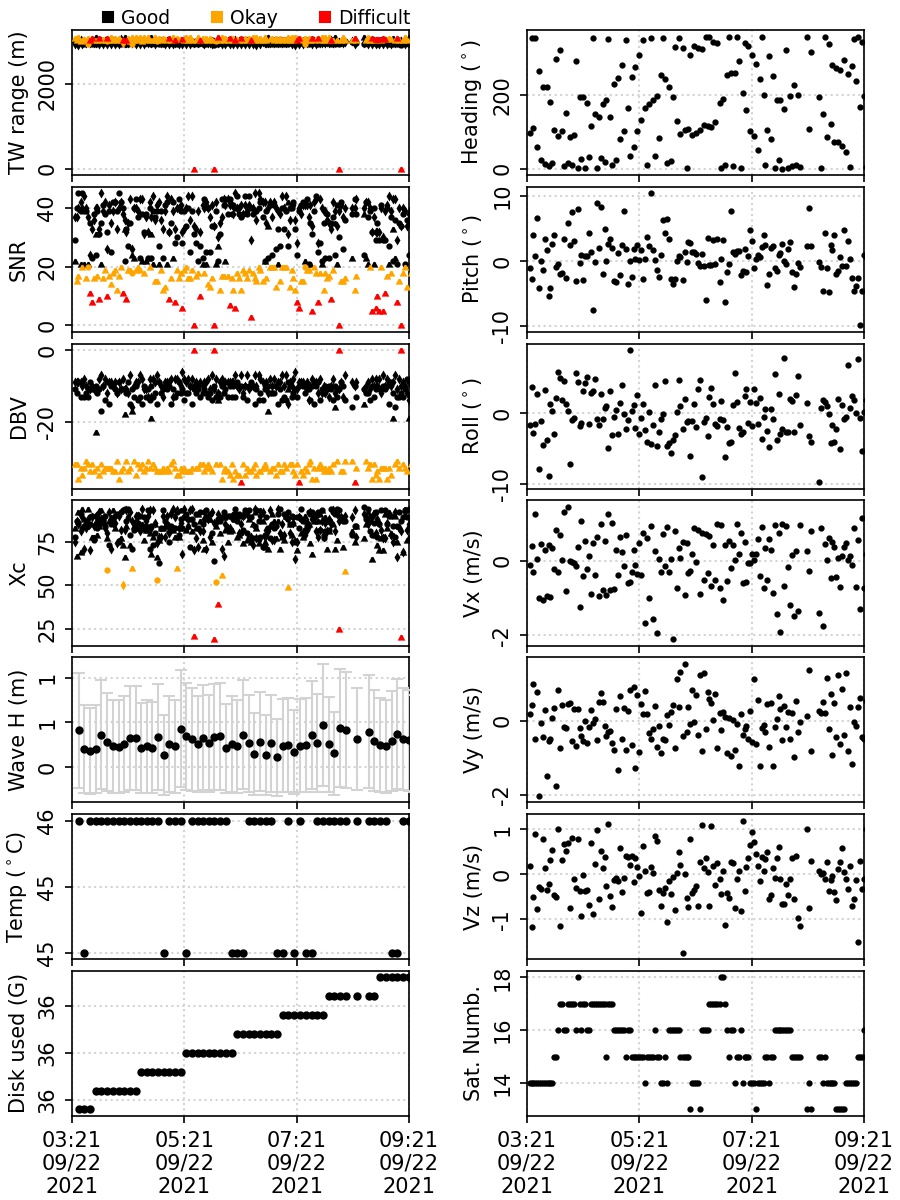 Good Okay Difficult
TW range (m)
2000
0
SNR
40
20
0
DBV
0
-20
Xc
75
50
25
Wave H (m)
1
1
0
Temp (°C)
46
45
45
Disk used (G)
36
36
36
03:21 05:21 07:21 09:21
09/22 09/22 09/22 09/22
2021 2021 2021 2021
Heading (°)
200
0
Pitch (°)
10
0
-10
Roll (°)
0
-10
Vx (m/s)
0
-2
Vy (m/s)
0
-2
Vz (m/s)
1
0
-1
Sat. Numb.
18
16
14
03:21 05:21 07:21 09:21
09/22 09/22 09/22 09/22
2021 2021 2021 2021